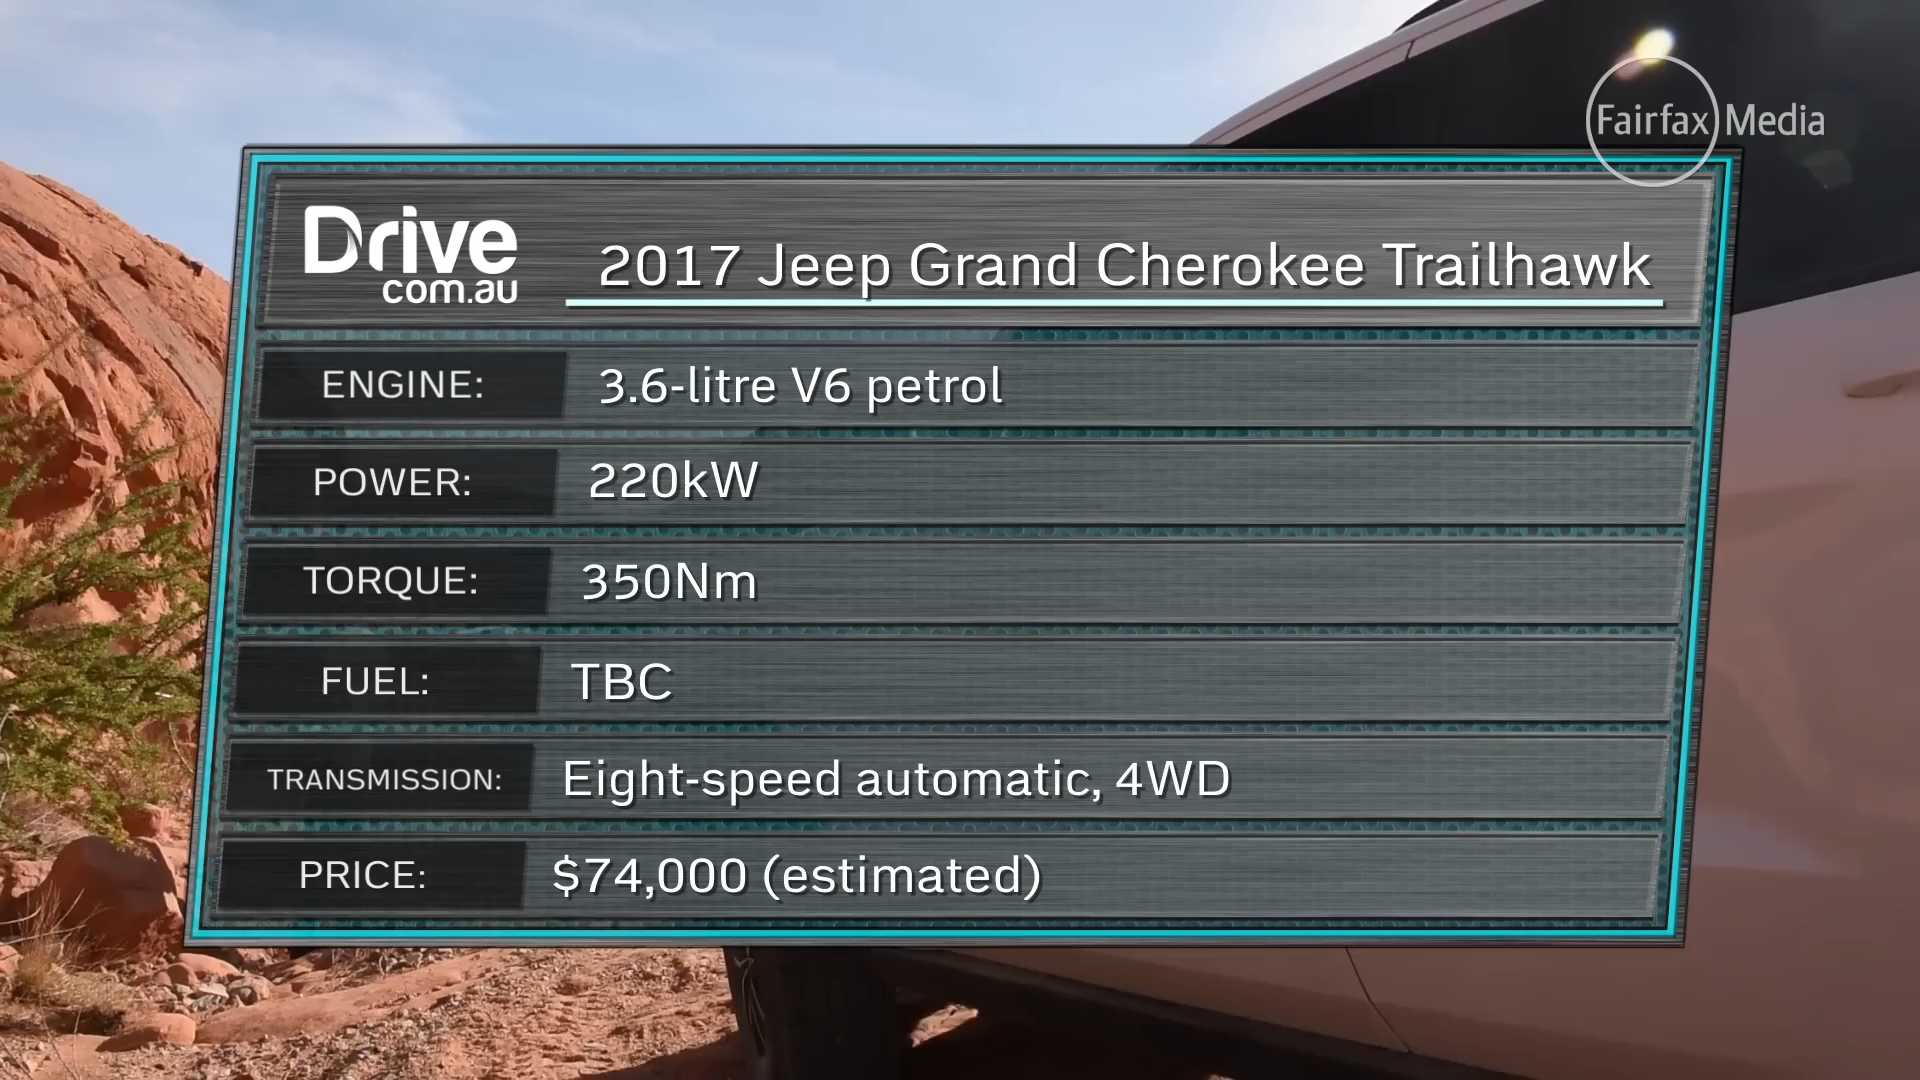 Fairfax Media
Drive
com.au
2017 Jeep Grand Cherokee Trailhawk
ENGINE: 3.6-litre V6 petrol
POWER: 220kW
TORQUE: 350Nm
FUEL: TBC
TRANSMISSION: Eight-speed automatic, 4WD
PRICE: $74,000 (estimated)